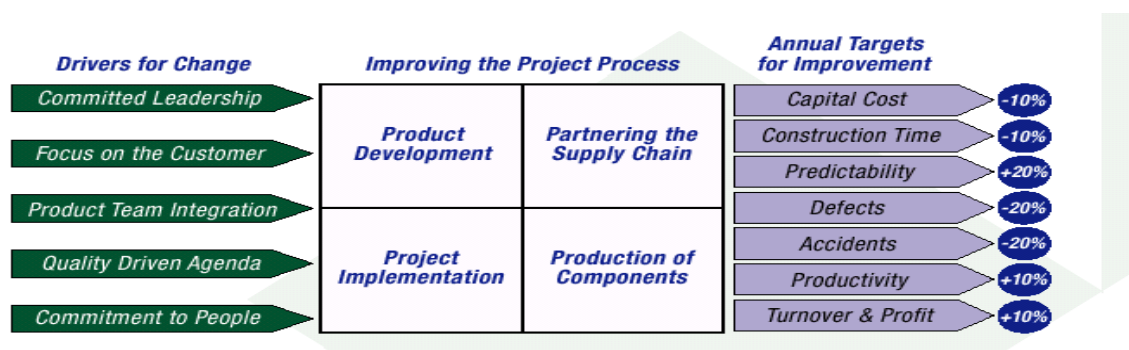 Drivers for Change
Committed Leadership
Focus on the Customer
Product Team Integration
Quality Driven Agenda
Commitment to People
Improving the Project Process
Product
Development
Partnering the
Supply Chain
Project
Implementation
Production of
Components
Annual Targets
for Improvement
Capital Cost -10%
Construction Time -10%
Predictability +20%
Defects -20%
Accidents -20%
Productivity +10%
Turnover & Profit +10%